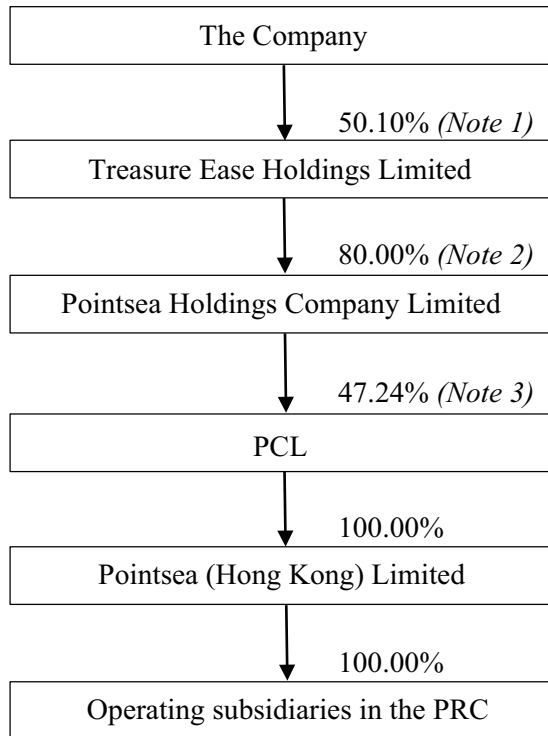 The Company
50.10% (Note 1)
Treasure Ease Holdings Limited
80.00% (Note 2)
Pointsea Holdings Company Limited
47.24% (Note 3)
PCL
100.00%
Pointsea (Hong Kong) Limited
100.00%
Operating subsidiaries in the PRC